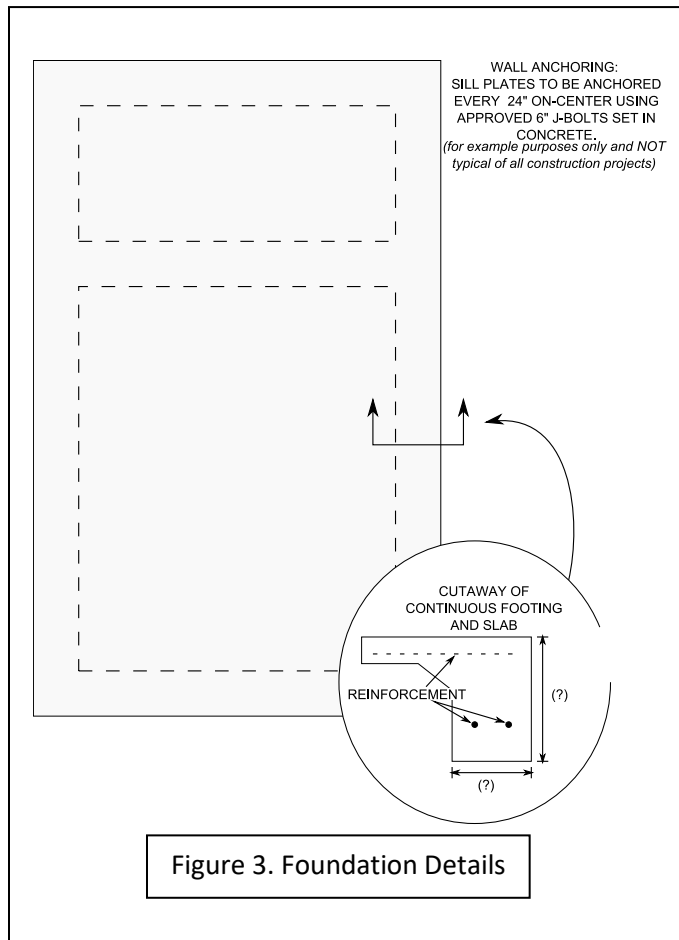 WALL ANCHORING:
SILL PLATES TO BE ANCHORED
EVERY 24" ON-CENTER USING
APPROVED 6" J-BOLTS SET IN
CONCRETE.
(for example purposes only and NOT
typical of all construction projects)
CUTAWAY OF
CONTINUOUS FOOTING
AND SLAB
REINFORCEMENT
(?)
(?)
Figure 3. Foundation Details